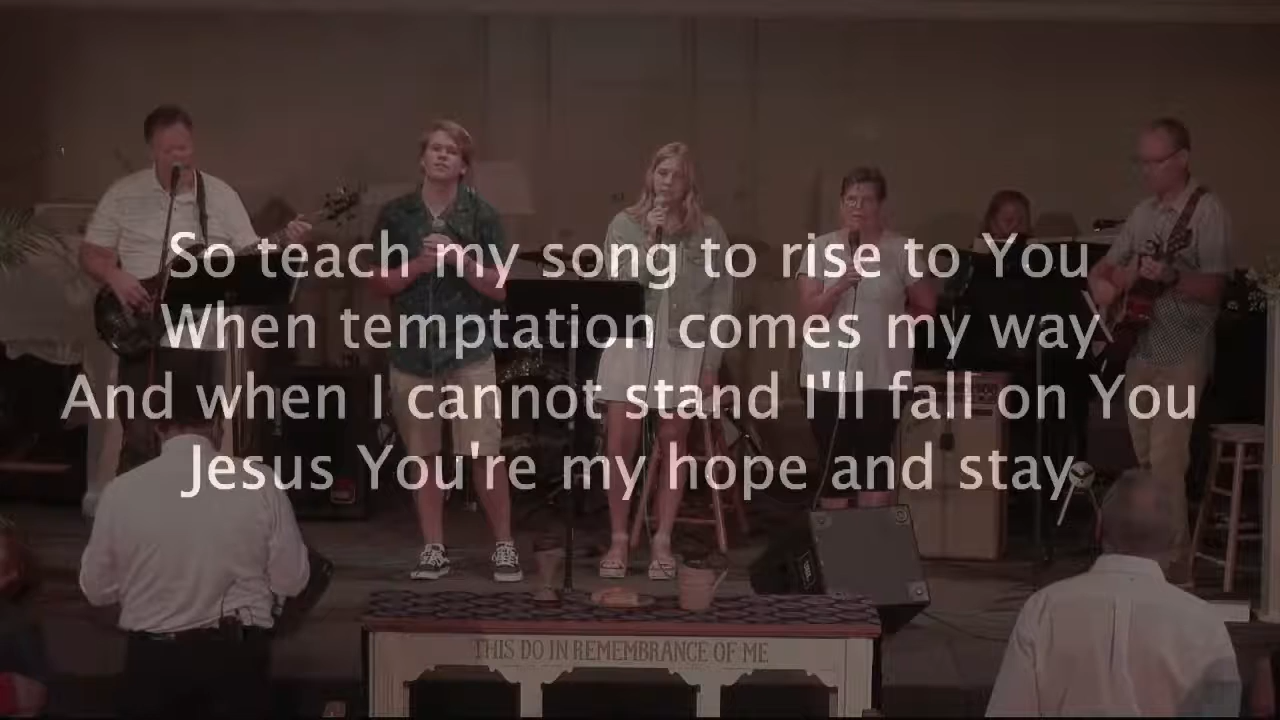 So teach my song to rise to You
When temptation comes my way
And when I cannot stand I'll fall on You
Jesus You're my hope and stay
THIS DO IN REMEMBRANCE OF ME